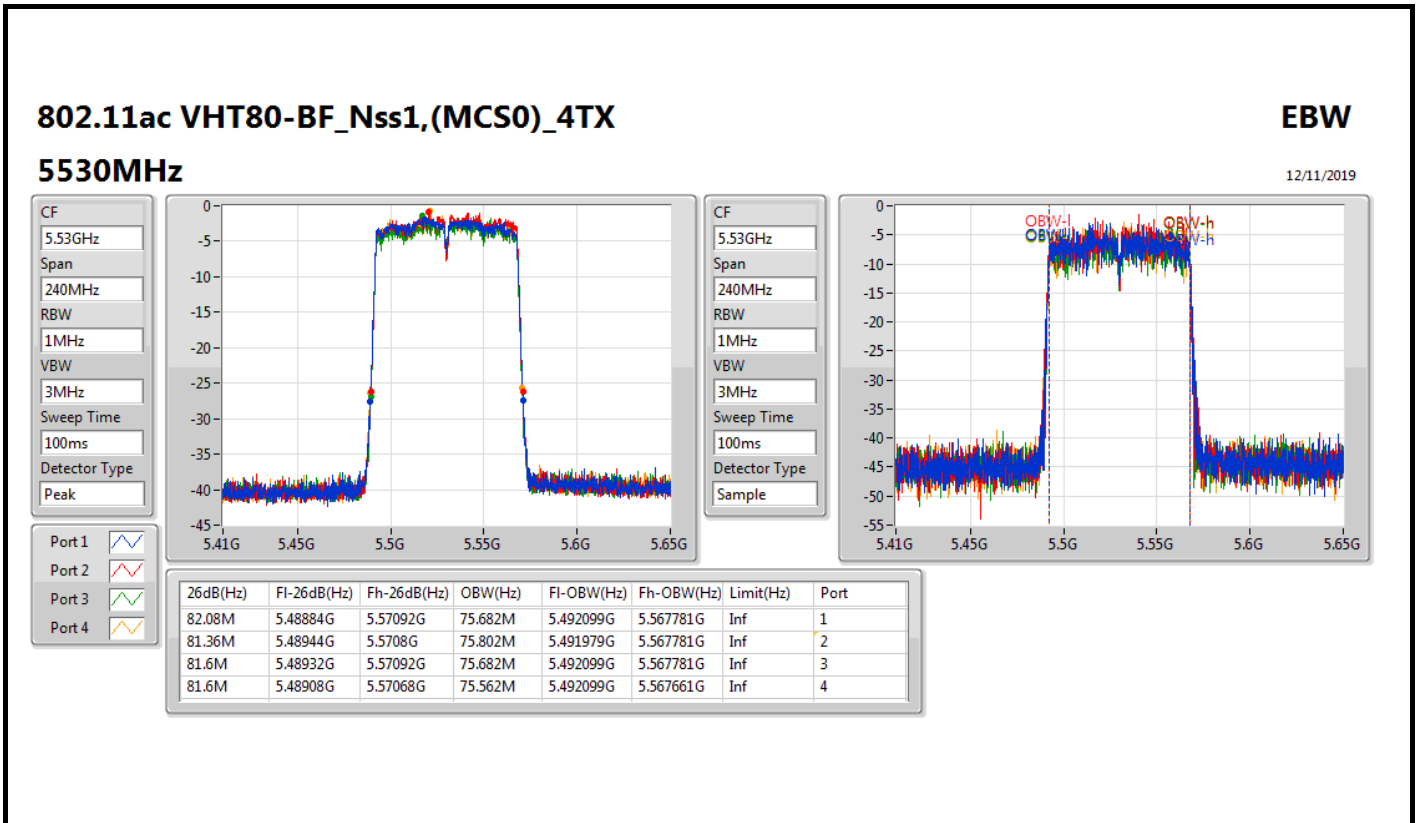 802.11ac VHT80-BF_Nss1,(MCS0)_4TX
EBW
5530MHz
12/11/2019
CF
5.53GHz
Span
240MHz
RBW
1MHz
VBW
3MHz
Sweep Time
100ms
Detector Type
Peak
0
-5
-10
-15
-20
-25
-30
-35
-40
-45
5.41G 5.45G 5.5G 5.55G 5.6G 5.65G
CF
5.53GHz
Span
240MHz
RBW
1MHz
VBW
3MHz
Sweep Time
100ms
Detector Type
Sample
0
-5
-10
-15
-20
-25
-30
-35
-40
-45
-50
-55
OBW-l OBW-h
OBW-h
5.41G 5.45G 5.5G 5.55G 5.6G 5.65G
Port 1
Port 2
Port 3
Port 4
26dB(Hz) Fl-26dB(Hz) Fh-26dB(Hz) OBW(Hz) Fl-OBW(Hz) Fh-OBW(Hz) Limit(Hz) Port
82.08M 5.48884G 5.57092G 75.682M 5.492099G 5.567781G Inf 1
81.36M 5.48944G 5.5708G 75.802M 5.491979G 5.567781G Inf 2
81.6M 5.48932G 5.57092G 75.682M 5.492099G 5.567781G Inf 3
81.6M 5.48908G 5.57068G 75.562M 5.492099G 5.567661G Inf 4